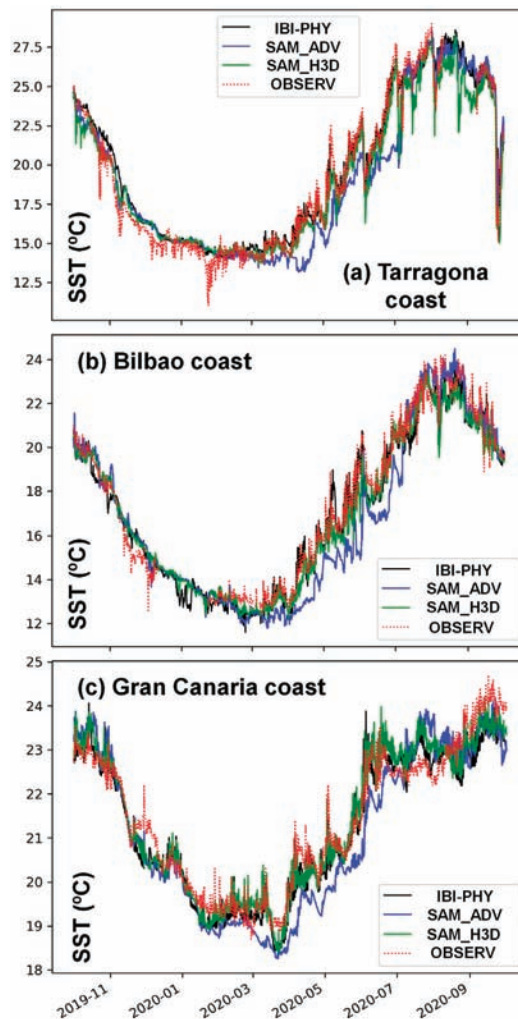 IBI-PHY
SAM_ADV
SAM_H3D
OBSERV
27.5
25.0
22.5
20.0
17.5
15.0
12.5
SST (ºC)
(a) Tarragona
coast
(b) Bilbao coast
24
22
20
18
16
14
12
SST (ºC)
IBI-PHY
SAM_ADV
SAM_H3D
OBSERV
(c) Gran Canaria coast
25
24
23
22
21
20
19
18
SST (ºC)
IBI-PHY
SAM_ADV
SAM_H3D
OBSERV
2019-11
2020-01
2020-03
2020-05
2020-07
2020-09